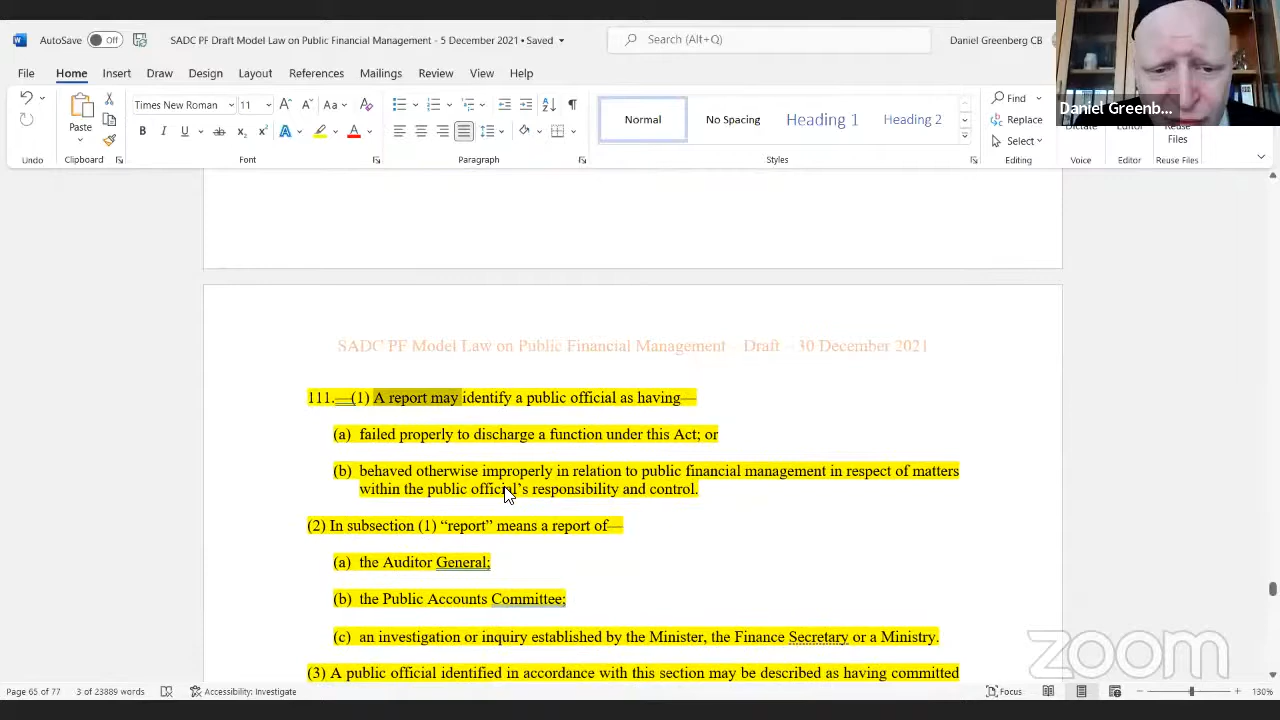 AutoSave Off SADC PF Draft Model Law on Public Financial Management - 5 December 2021 • Saved Search (Alt+Q) Daniel Greenberg CB
File Home Insert Draw Design Layout References Mailings Review View Help
Daniel Greenb...
Times New Roman 11 Aa
Paste
B I U ab x₂ x² A A
Normal No Spacing Heading 1 Heading 2
Find
Replace
Select
Dictate Editor Reuse Files
Undo Clipboard Font Paragraph Styles Editing Voice Editor Reuse Files
SADC PF Model Law on Public Financial Management – Draft – 30 December 2021
111.—(1) A report may identify a public official as having—
(a) failed properly to discharge a function under this Act; or
(b) behaved otherwise improperly in relation to public financial management in respect of matters
within the public official’s responsibility and control.
(2) In subsection (1) “report” means a report of—
(a) the Auditor General;
(b) the Public Accounts Committee;
(c) an investigation or inquiry established by the Minister, the Finance Secretary or a Ministry.
(3) A public official identified in accordance with this section may be described as having committed
zoom
Page 65 of 77 3 of 23889 words Accessibility: Investigate Focus 130%